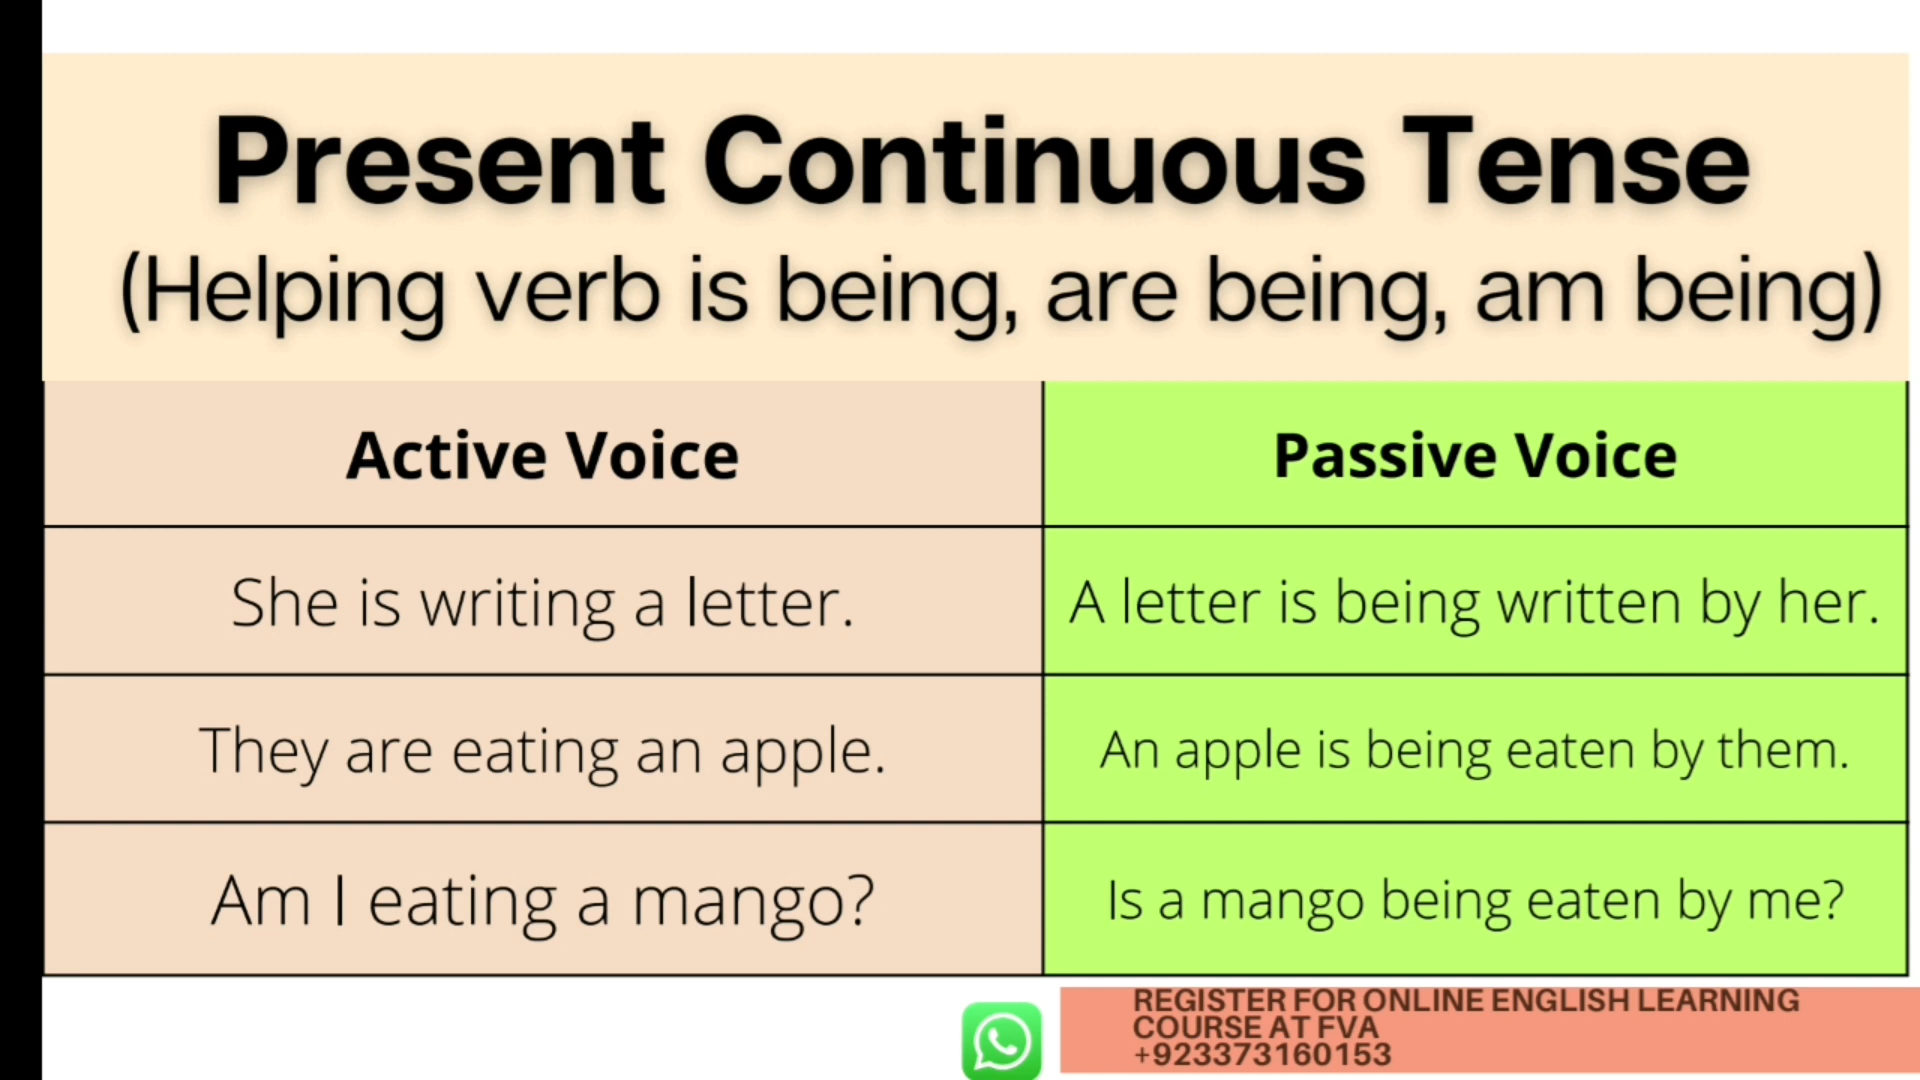 Present Continuous Tense
(Helping verb is being, are being, am being)
Active Voice
Passive Voice
She is writing a letter.
A letter is being written by her.
They are eating an apple.
An apple is being eaten by them.
Am I eating a mango?
Is a mango being eaten by me?
REGISTER FOR ONLINE ENGLISH LEARNING
COURSE AT FVA
+923373160153